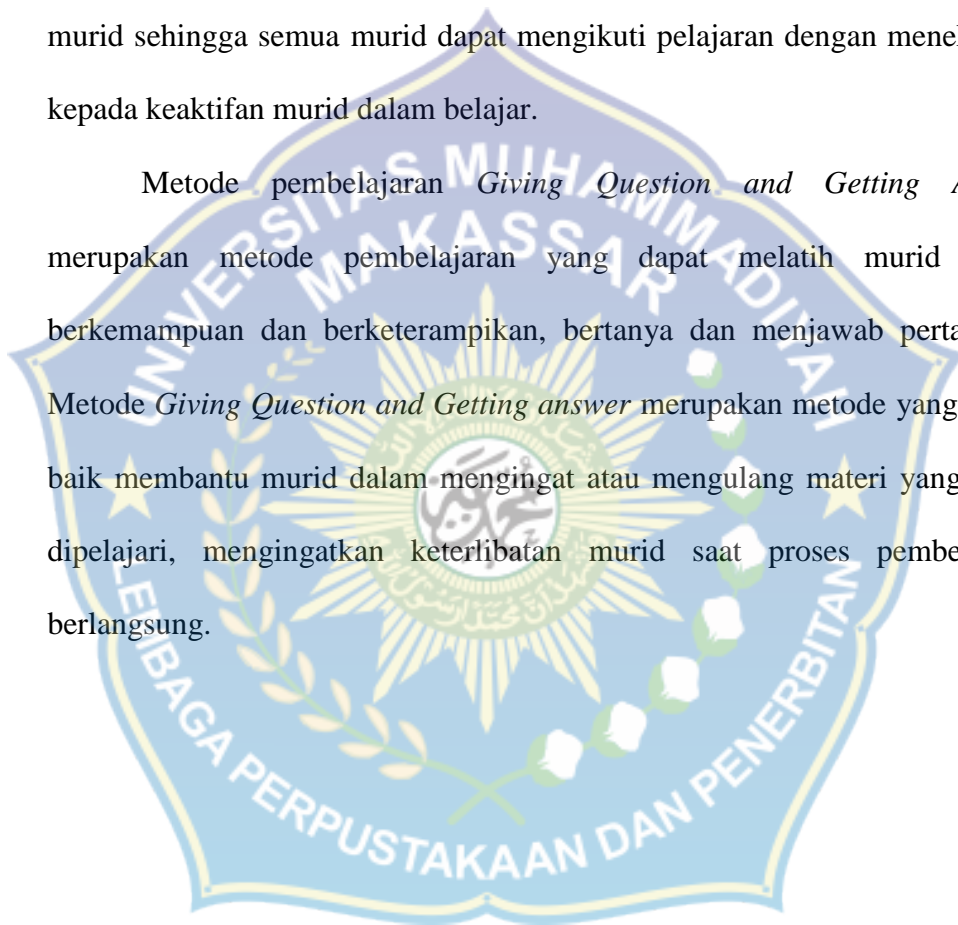 murid sehingga semua murid dapat mengikuti pelajaran dengan
kepada keaktifan murid dalam belajar.
Metode pembelajaran Giving Question and Getting
merupakan metode pembelajaran yang dapat melatih murid
berkemampuan dan berketerampikan, bertanya dan menjawab
Metode Giving Question and Getting answer merupakan metode yang
baik membantu murid dalam mengingat atau mengulang materi yang
dipelajari, mengingatkan keterlibatan murid saat proses
berlangsung.
UNIVERSITAS MUHAMMADIYAH
MAKASSAR
LEMBAGA PERPUSTAKAAN DAN PENERBITAN